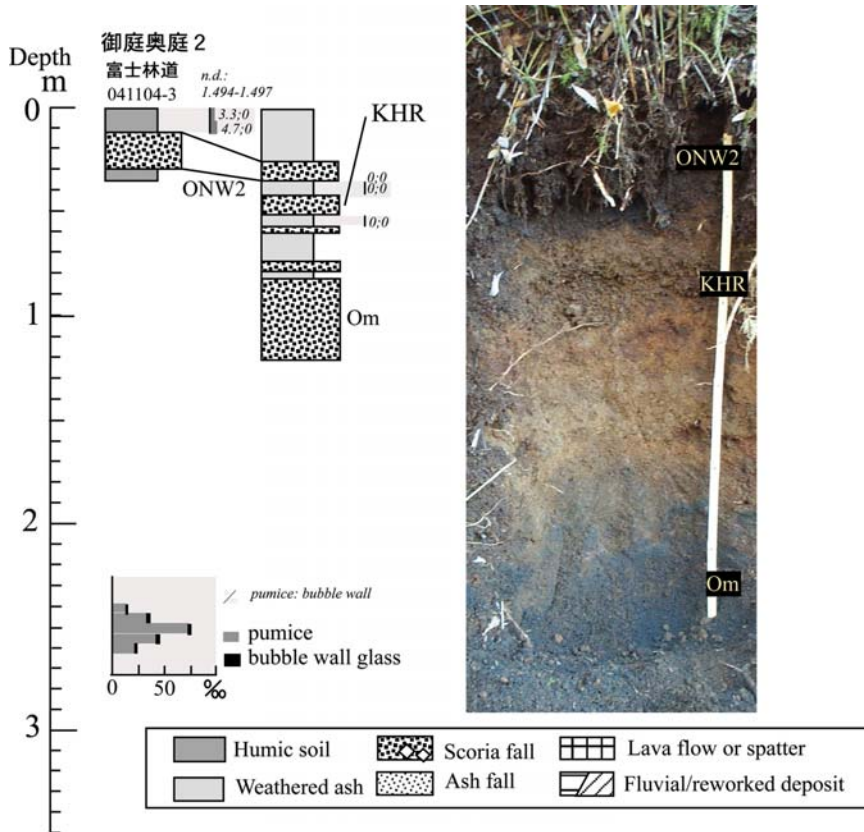 御庭奥庭２
Depth
m
富士林道
n.d.:
1.494-1.497
041104-3
0
3.3;0
4.7;0
KHR
ONW2
0;0
0;0
0;0
1
Om
2
3
ONW2
KHR
Om
pumice: bubble wall
pumice
bubble wall glass
0 50 ‰
Humic soil
Scoria fall
Lava flow or spatter
Weathered ash
Ash fall
Fluvial/reworked deposit